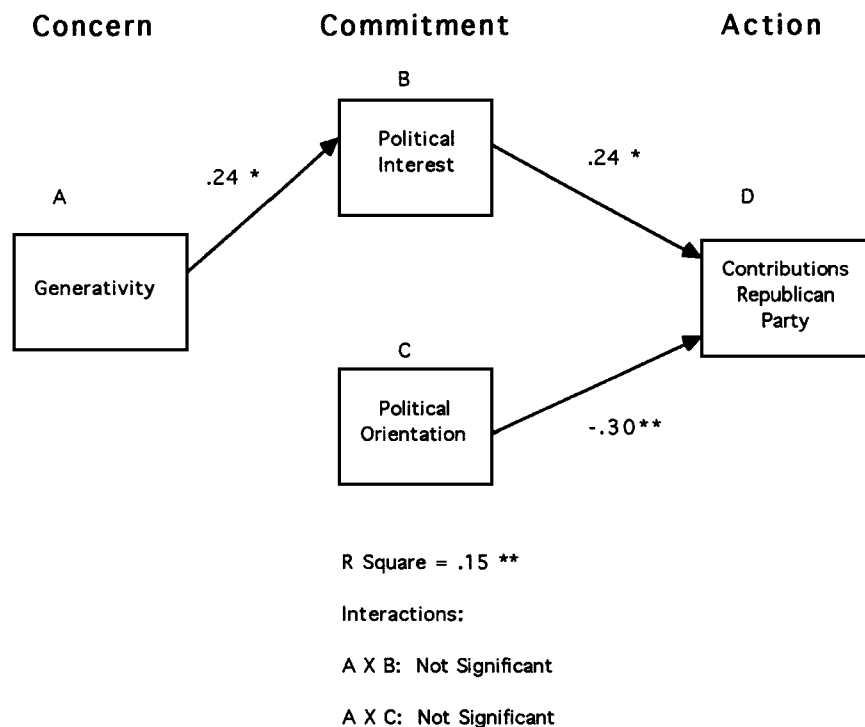 Concern
Commitment
Action
B
Political
Interest
.24 *
.24 *
A
D
Generativity
Contributions
Republican
Party
C
Political
Orientation
-.30**
R Square = .15 **
Interactions:
A X B: Not Significant
A X C: Not Significant